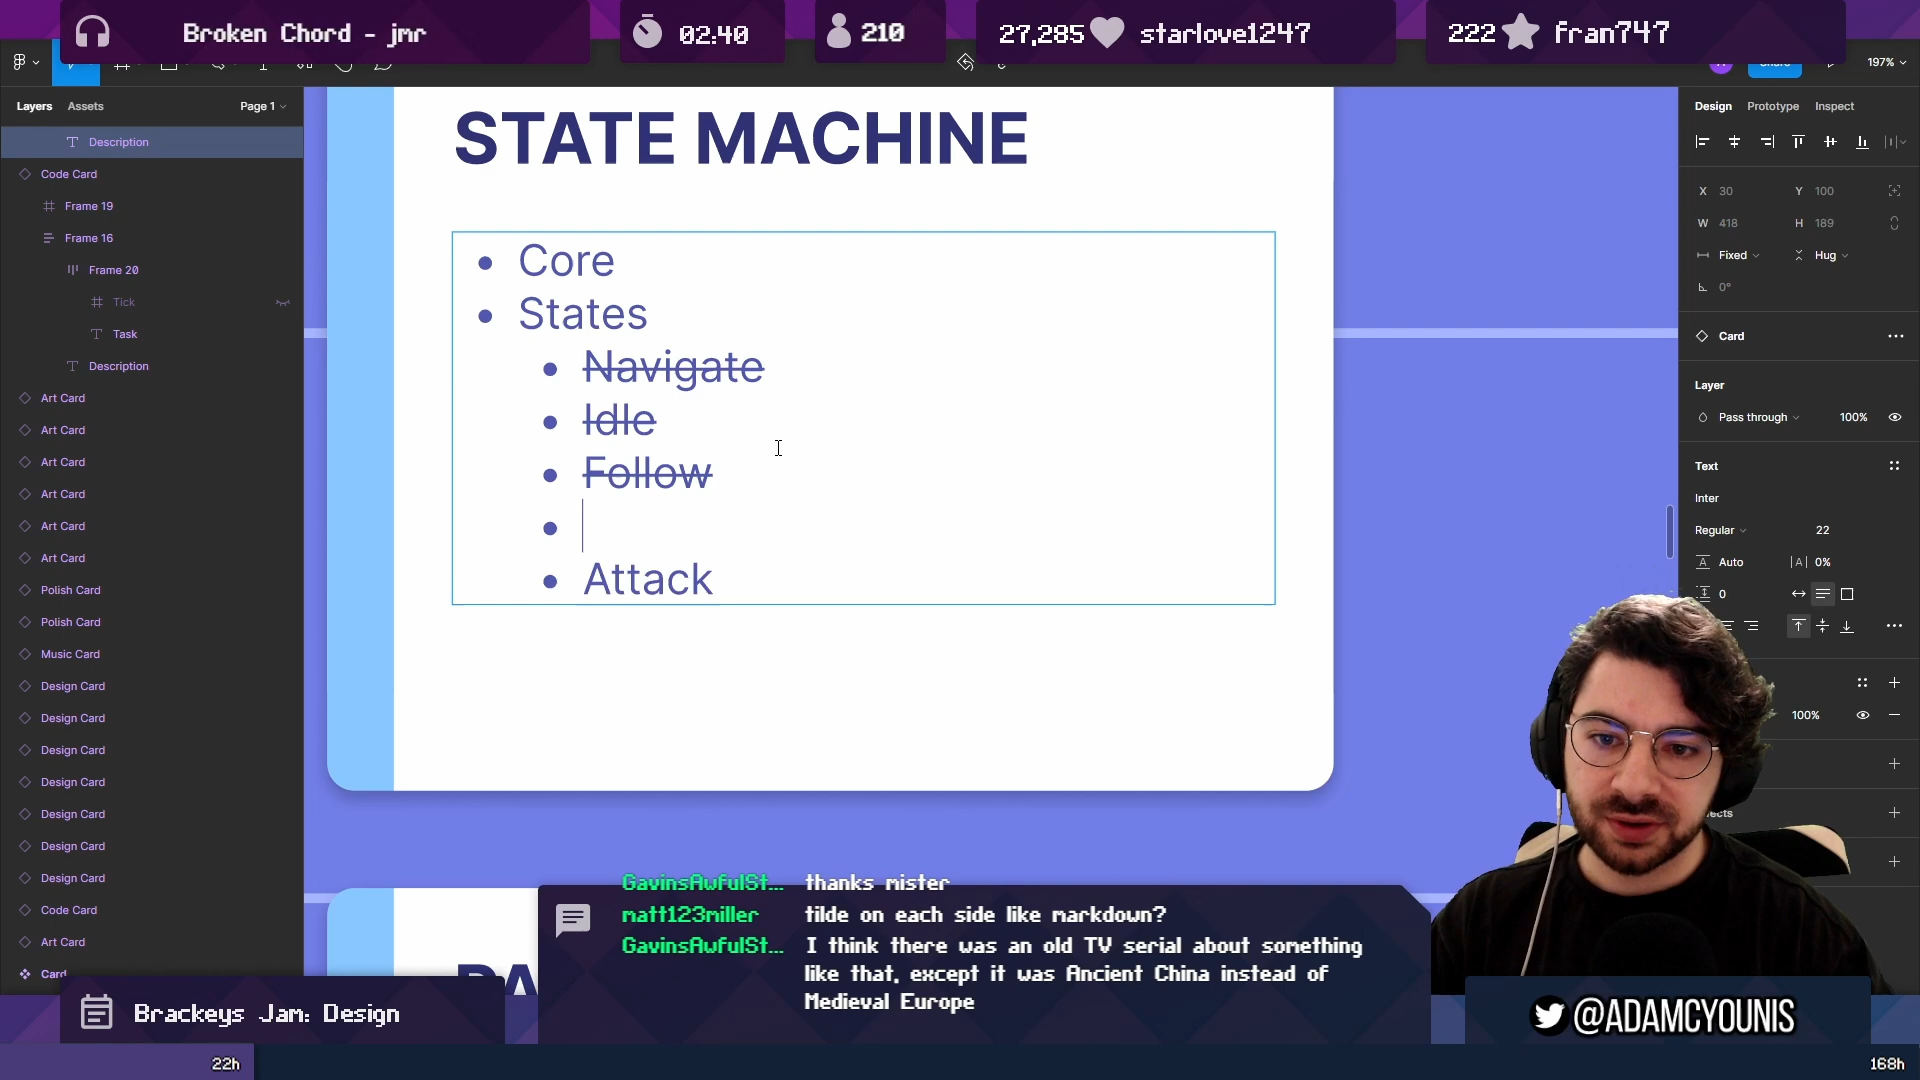 Broken Chord - jmr
02:40
210
27,285
starlove1247
222
fran747
197%
Layers
Assets
Page 1
Design
Prototype
Inspect
Description
Code Card
Frame 19
Frame 16
Frame 20
Tick
Task
Description
Art Card
Art Card
Art Card
Art Card
Art Card
Art Card
Polish Card
Polish Card
Music Card
Design Card
Design Card
Design Card
Design Card
Design Card
Design Card
Design Card
Code Card
Art Card
Card
STATE MACHINE
Core
States
Navigate
Idle
Follow
Attack
X 30
Y 100
W 418
H 189
Fixed
Hug
0°
Card
Layer
Pass through
100%
Text
Inter
Regular
22
Auto
|A| 0%
0
100%
GavinsAwfulSt... thanks mister
matt123miller tilde on each side like markdown?
GavinsAwfulSt... I think there was an old TV serial about something
like that, except it was Ancient China instead of
Medieval Europe
Brackeys Jam: Design
@ADAMCYOUNIS
22h
168h